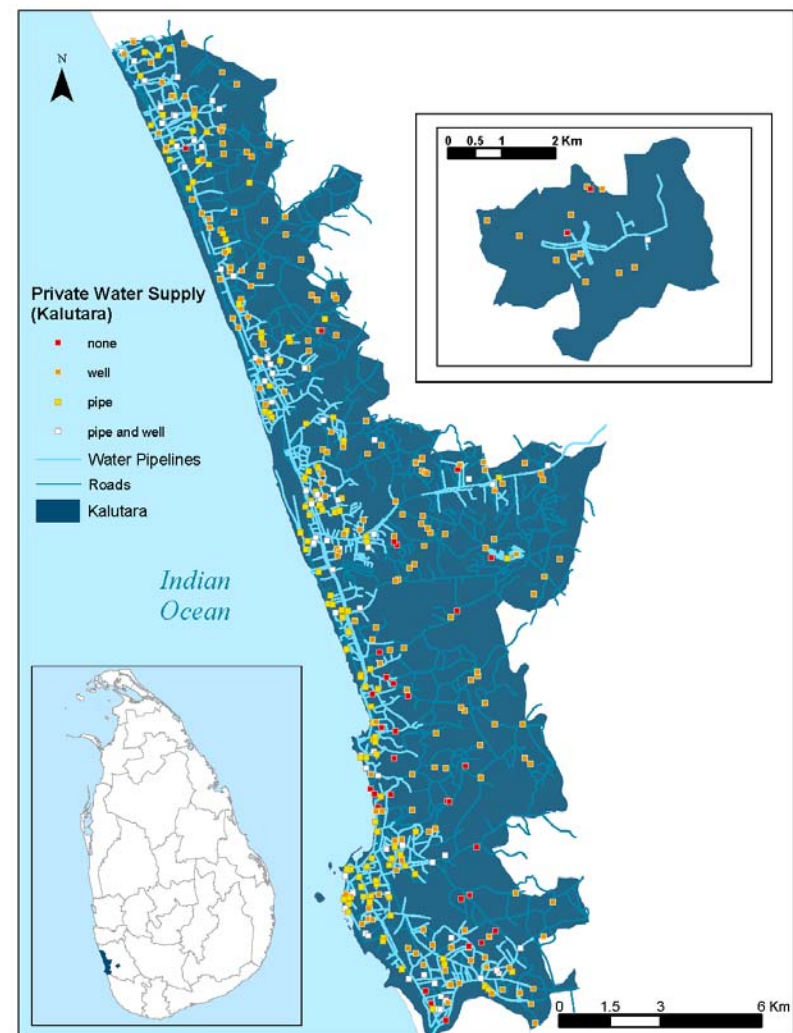 N
0 0.5 1 2 Km
Private Water Supply
(Kalutara)
none
well
pipe
pipe and well
Water Pipelines
Roads
Kalutara
Indian
Ocean
0 1.5 3 6 Km